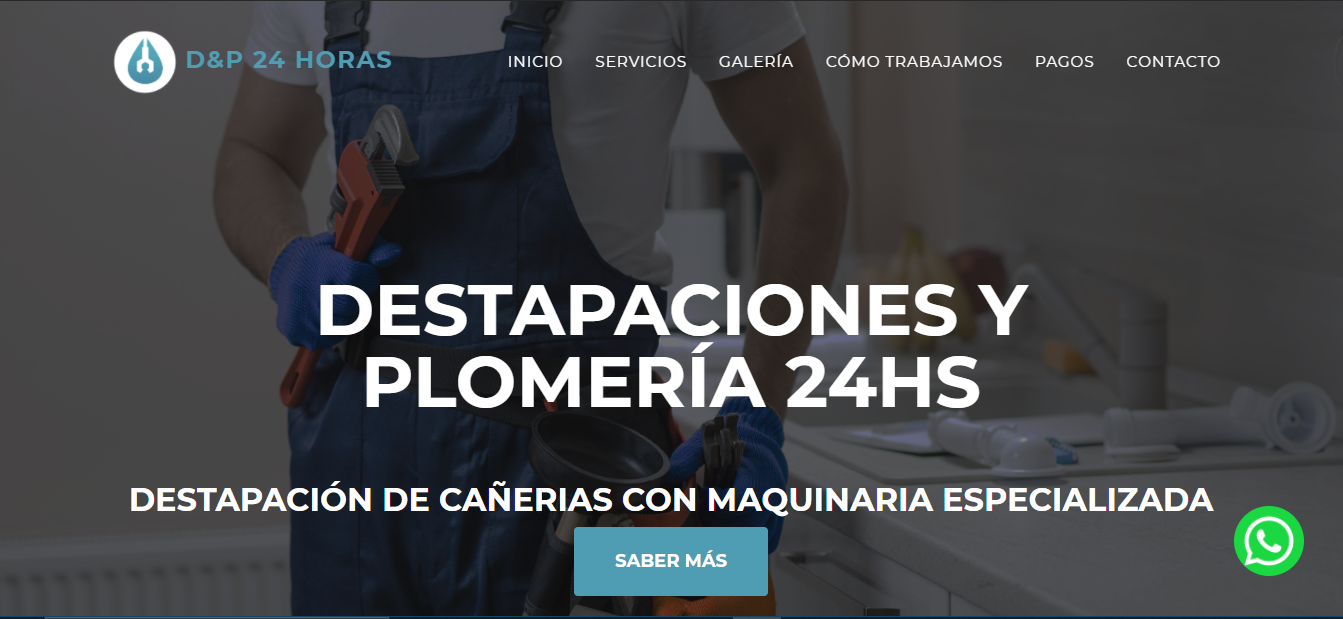 D&P 24 HORAS
INICIO SERVICIOS GALERÍA CÓMO TRABAJAMOS PAGOS CONTACTO
DESTAPACIONES Y
PLOMERÍA 24HS
DESTAPACIÓN DE CAÑERIAS CON MAQUINARIA ESPECIALIZADA
SABER MÁS